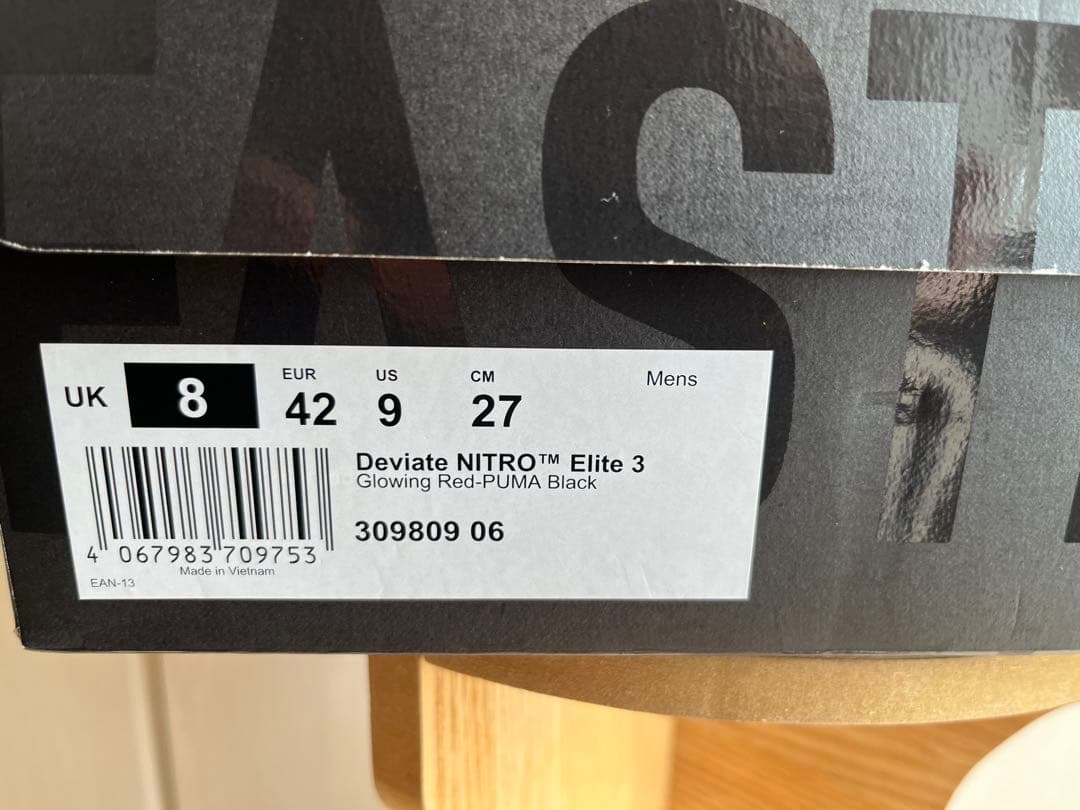 FAST
UK 8 EUR 42 US 9 CM 27 Mens
Deviate NITRO™ Elite 3
Glowing Red-PUMA Black
309809 06
4 067983 709753
Made in Vietnam
EAN-13